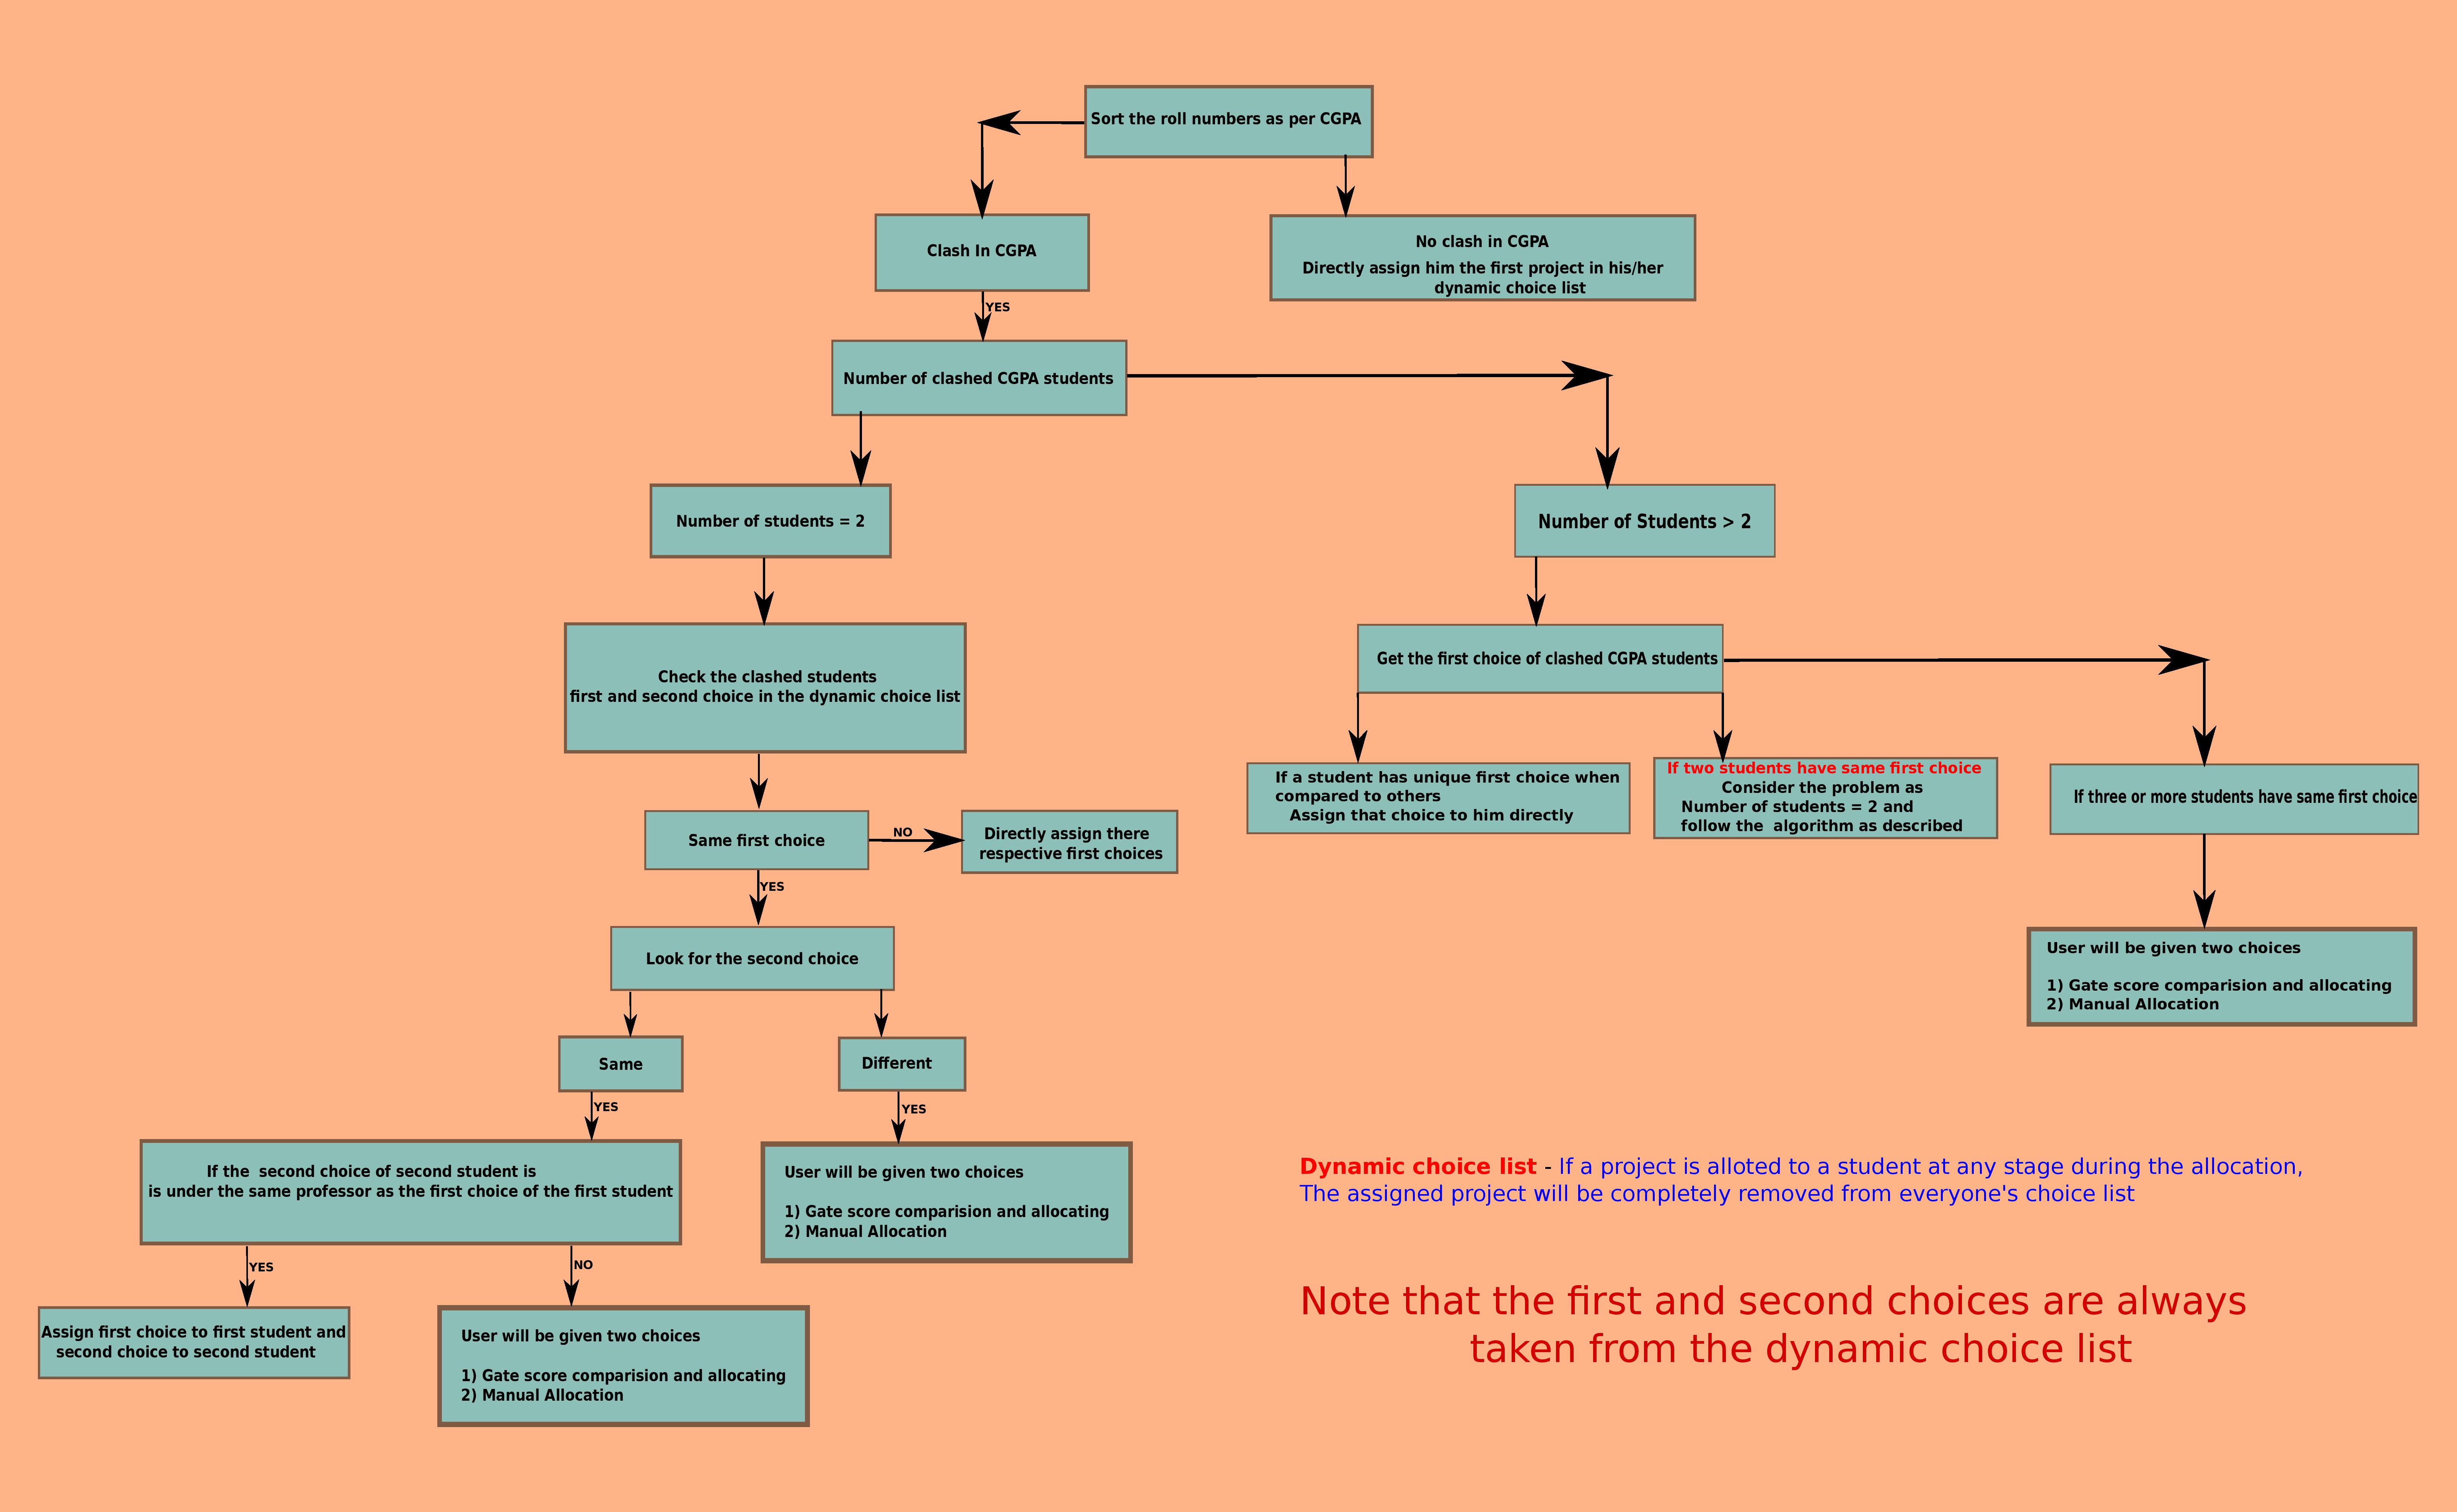 Sort the roll numbers as per CGPA
Clash In CGPA
No clash in CGPA
Directly assign him the first project in his/her
dynamic choice list
YES
Number of clashed CGPA students
Number of students = 2
Number of Students > 2
Check the clashed students
first and second choice in the dynamic choice list
Get the first choice of clashed CGPA students
If a student has unique first choice when
compared to others
Assign that choice to him directly
If two students have same first choice
Consider the problem as
Number of students = 2 and
follow the  algorithm as described
If three or more students have same first choice
Same first choice
NO
Directly assign there
respective first choices
YES
Look for the second choice
User will be given two choices
1) Gate score comparision and allocating
2) Manual Allocation
Same
Different
YES
YES
If the  second choice of second student is
is under the same professor as the first choice of the first student
User will be given two choices
1) Gate score comparision and allocating
2) Manual Allocation
YES
NO
Assign first choice to first student and
second choice to second student
User will be given two choices
1) Gate score comparision and allocating
2) Manual Allocation
Dynamic choice list - If a project is alloted to a student at any stage during the allocation,
The assigned project will be completely removed from everyone's choice list
Note that the first and second choices are always
taken from the dynamic choice list